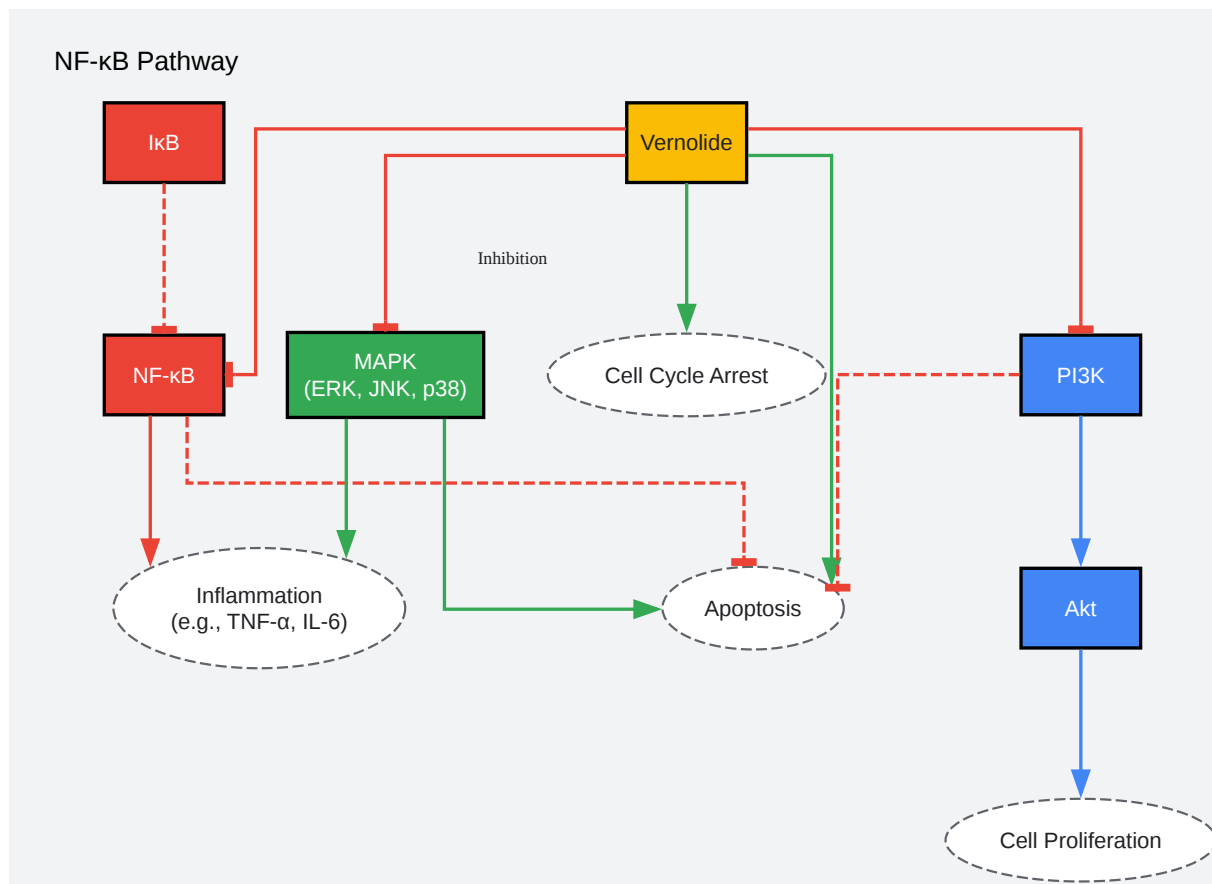 NF-κB Pathway
IκB
Vernolide
Inhibition
NF-κB
MAPK
(ERK, JNK, p38)
Cell Cycle Arrest
PI3K
Inflammation
(e.g., TNF-α, IL-6)
Apoptosis
Akt
Cell Proliferation